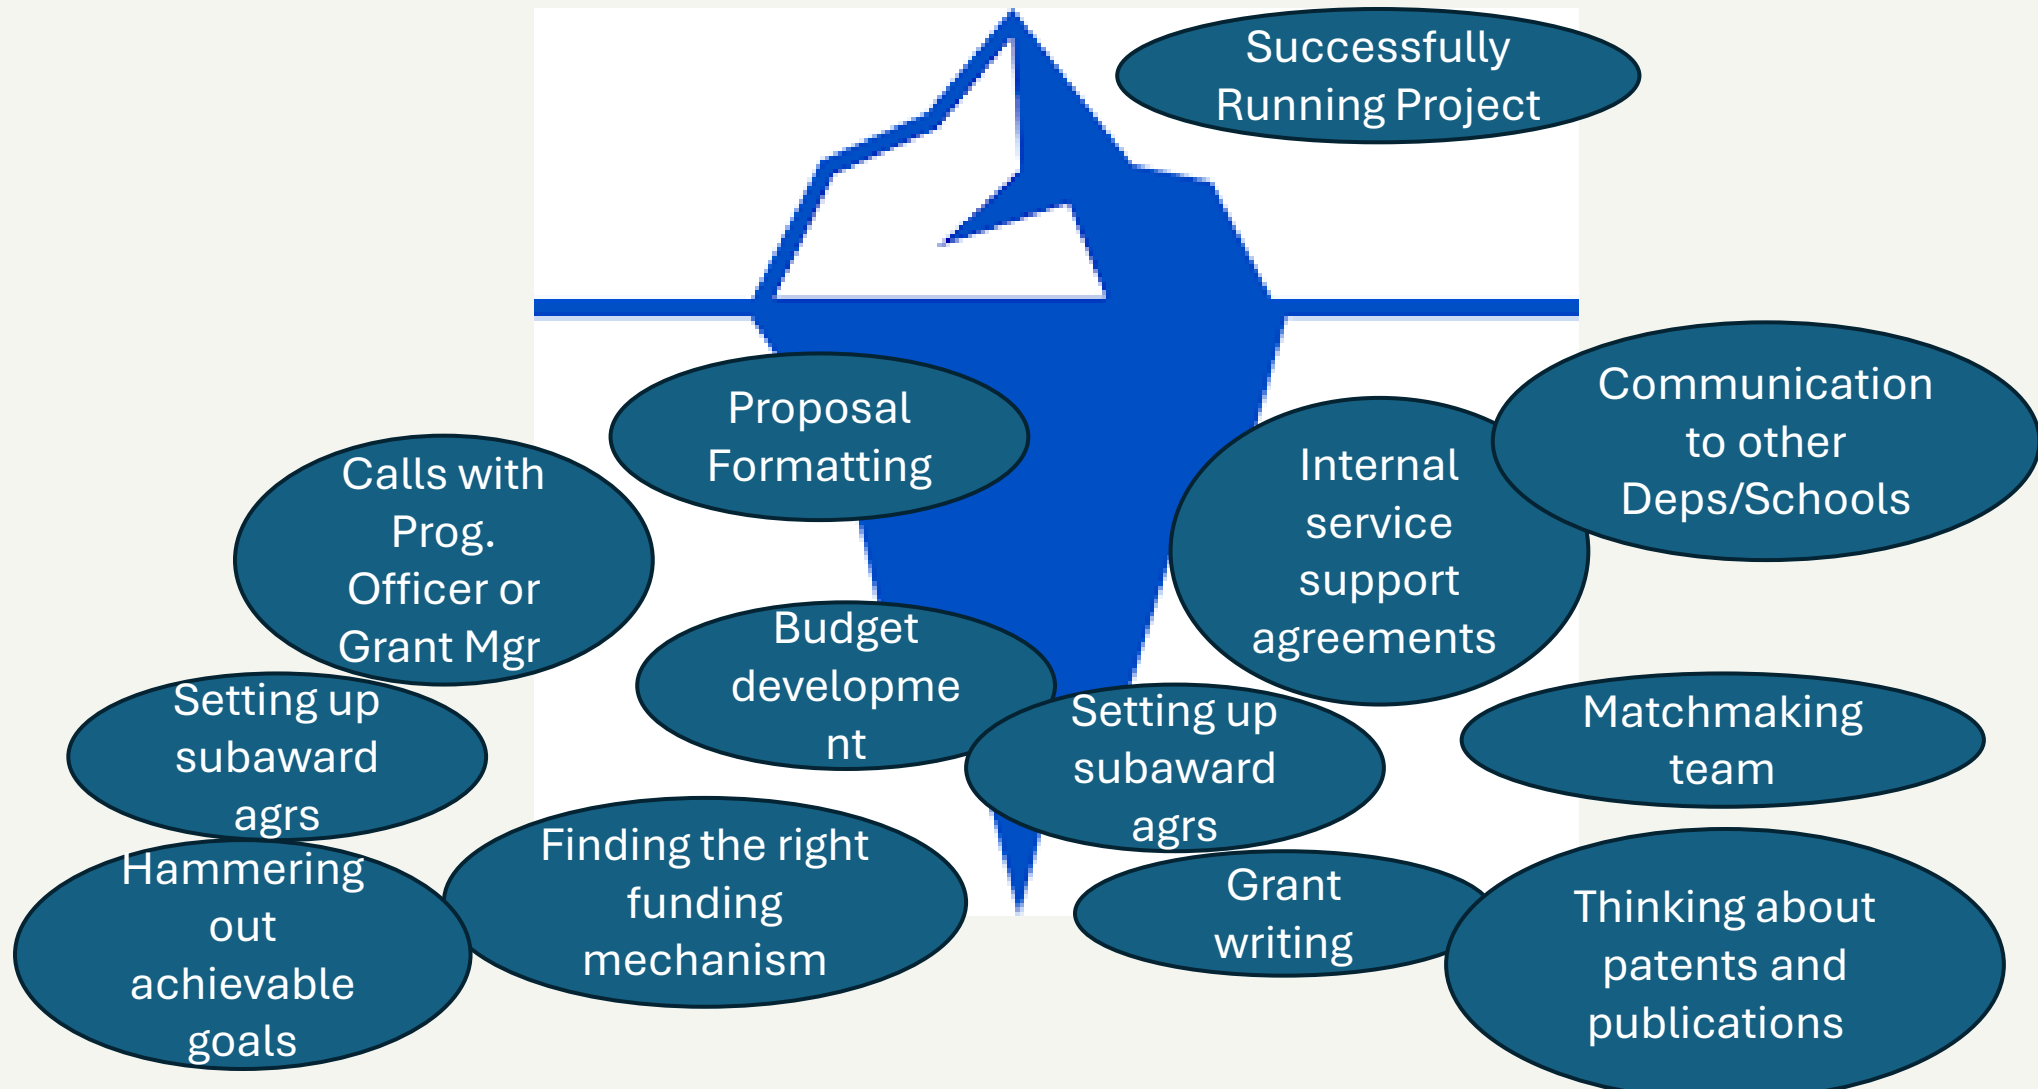 Successfully
Running Project
Proposal
Formatting
Communication
to other
Deps/Schools
Calls with
Prog.
Officer or
Grant Mgr
Internal
service
support
agreements
Budget
developme
nt
Setting up
subaward
agrs
Setting up
subaward
agrs
Matchmaking
team
Hammering
out
achievable
goals
Finding the right
funding
mechanism
Grant
writing
Thinking about
patents and
publications